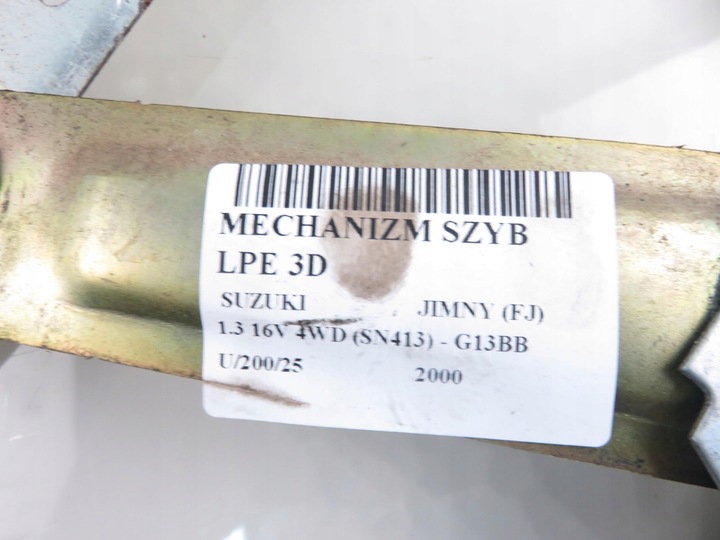 MECHANIZM SZYB
LPE 3D
SUZUKI JIMNY (FJ)
1.3 16V 4WD (SN413) - G13BB
U/200/25 2000